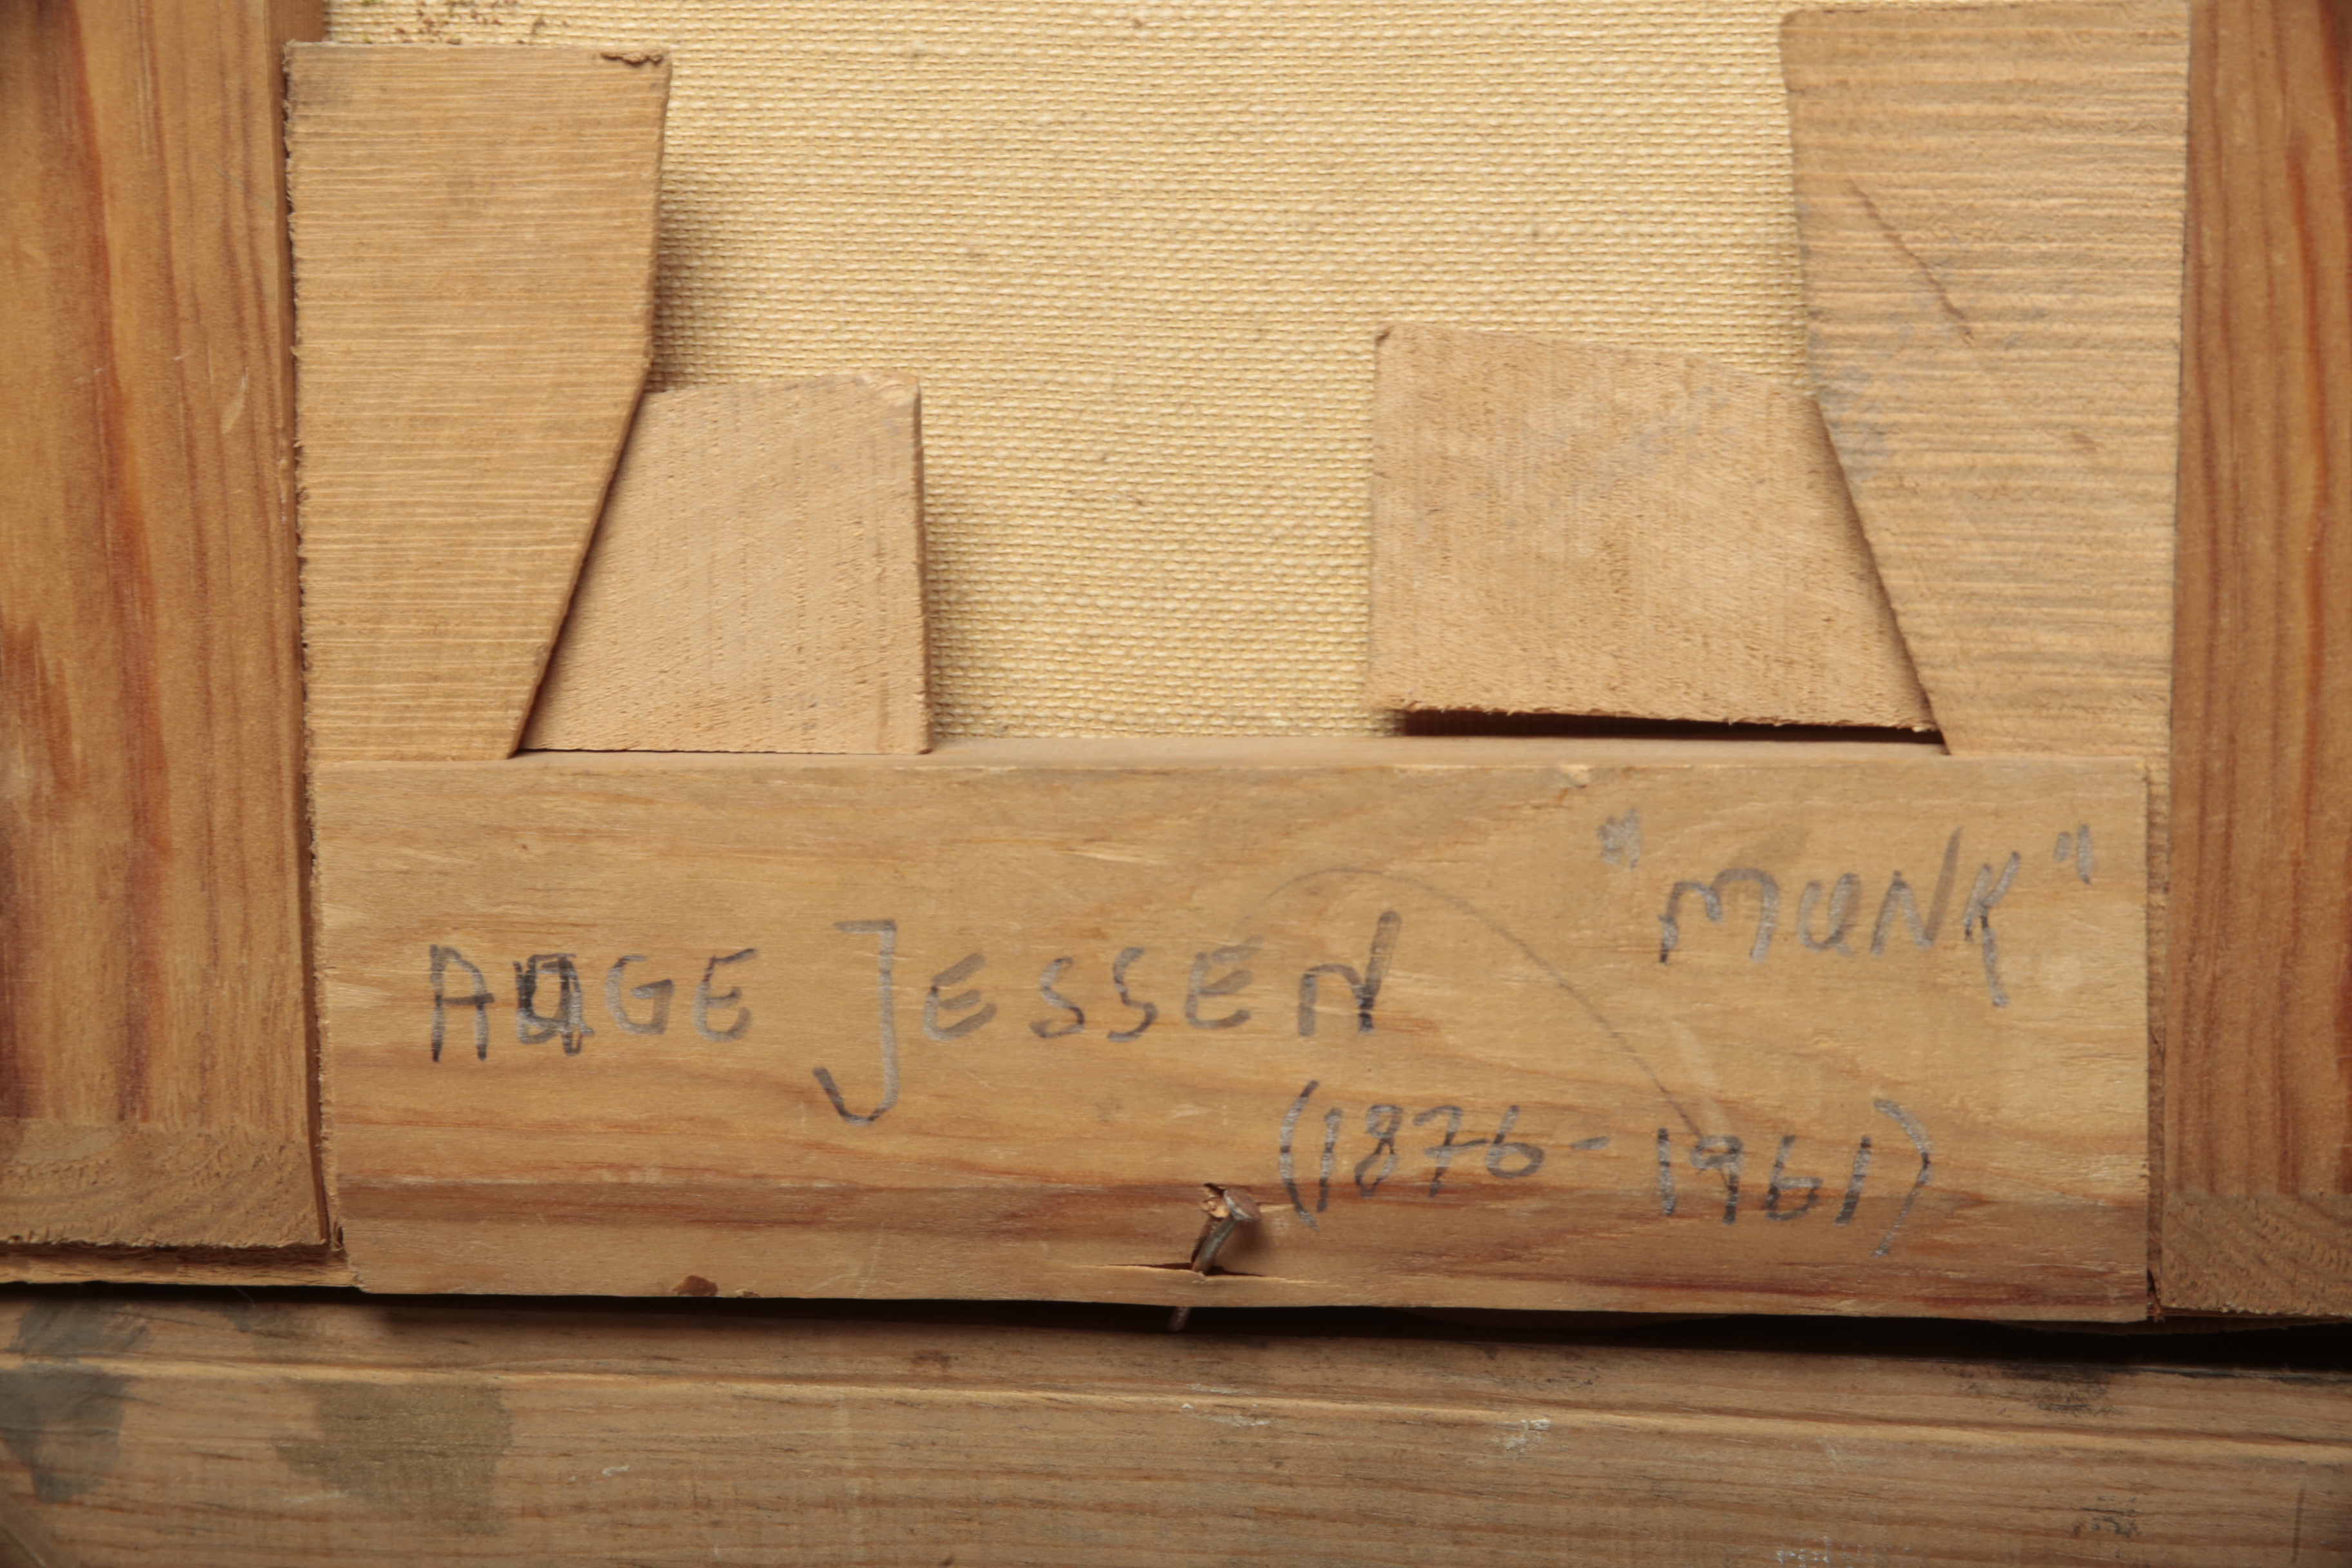 "MUNK"
AAGE JESSEN
(1876-1961)